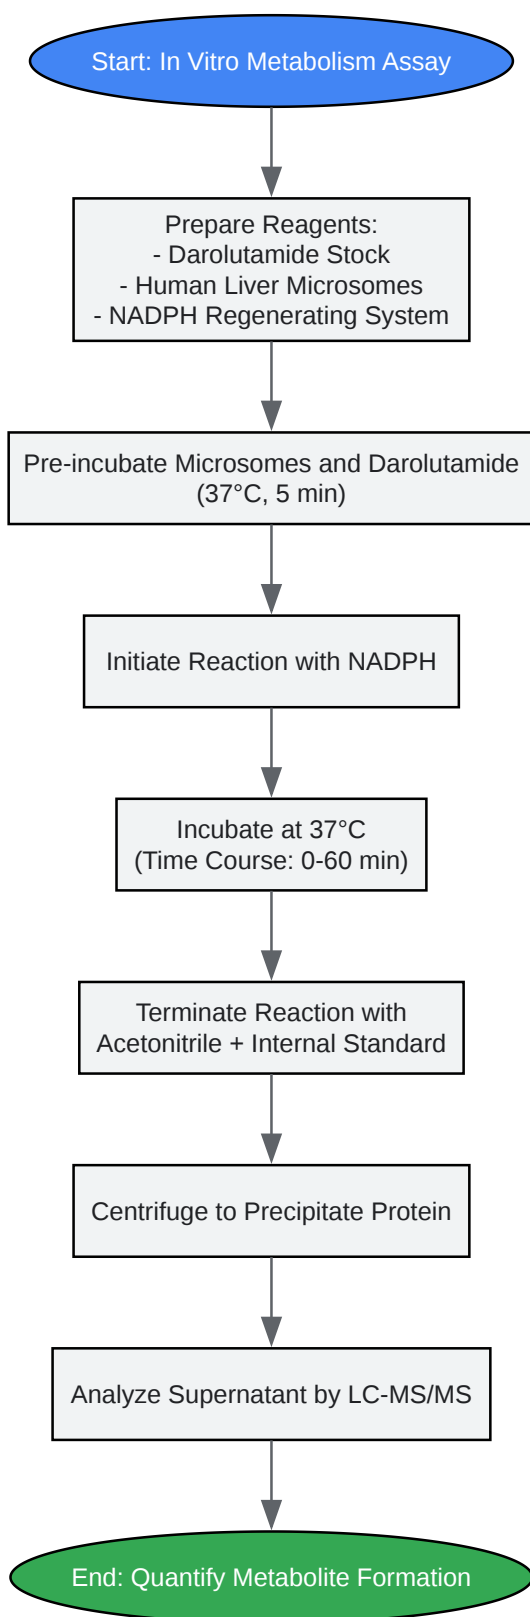 Start: In Vitro Metabolism Assay
Prepare Reagents:
- Darolutamide Stock
- Human Liver Microsomes
- NADPH Regenerating System
Pre-incubate Microsomes and Darolutamide
(37°C, 5 min)
Initiate Reaction with NADPH
Incubate at 37°C
(Time Course: 0-60 min)
Terminate Reaction with
Acetonitrile + Internal Standard
Centrifuge to Precipitate Protein
Analyze Supernatant by LC-MS/MS
End: Quantify Metabolite Formation